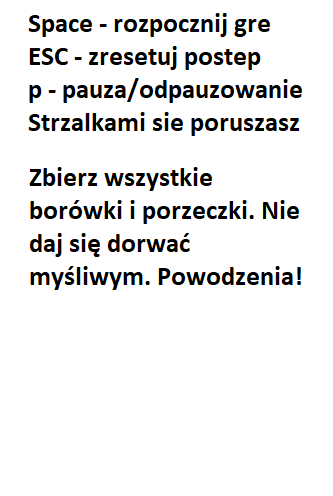 Space - rozpocznij gre
ESC - zresetuj postep
p - pauza/odpauzowanie
Strzalkami sie poruszasz
Zbierz wszystkie
borówki i porzeczki. Nie
daj się dorwać
myśliwym. Powodzenia!